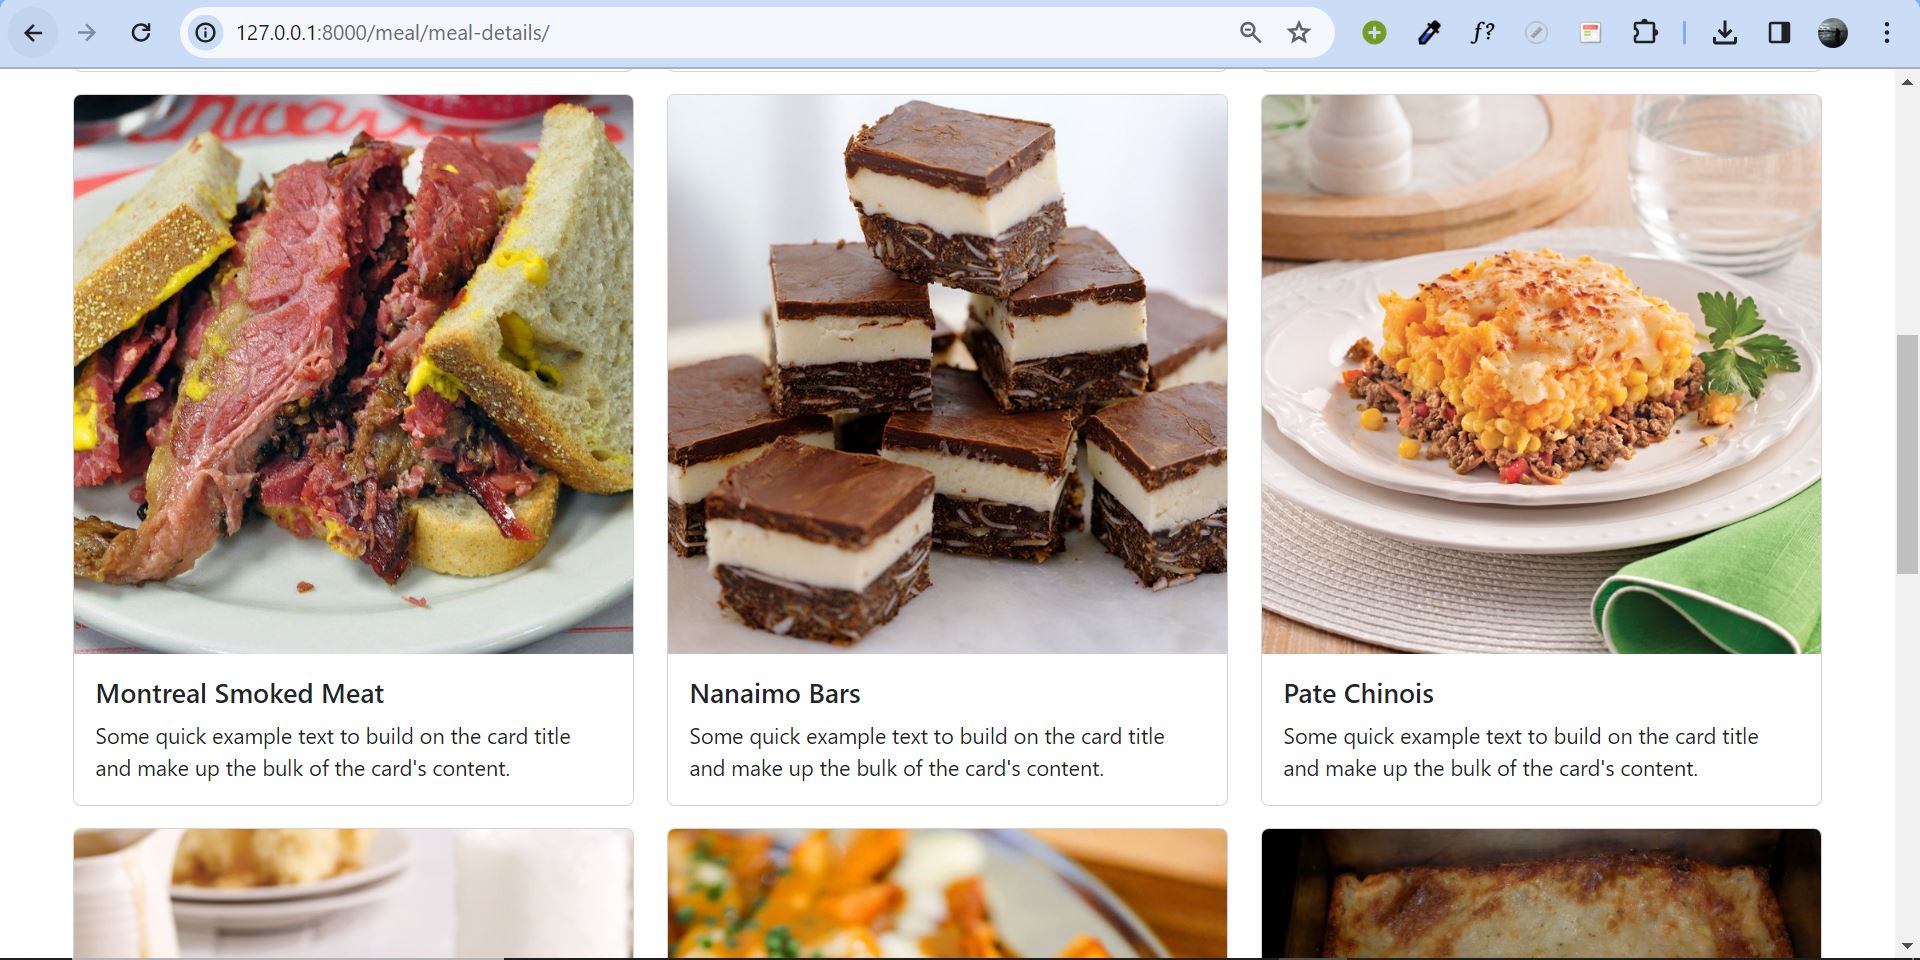 127.0.0.1:8000/meal/meal-details/
f?
Montreal Smoked Meat
Some quick example text to build on the card title
and make up the bulk of the card's content.
Nanaimo Bars
Some quick example text to build on the card title
and make up the bulk of the card's content.
Pate Chinois
Some quick example text to build on the card title
and make up the bulk of the card's content.